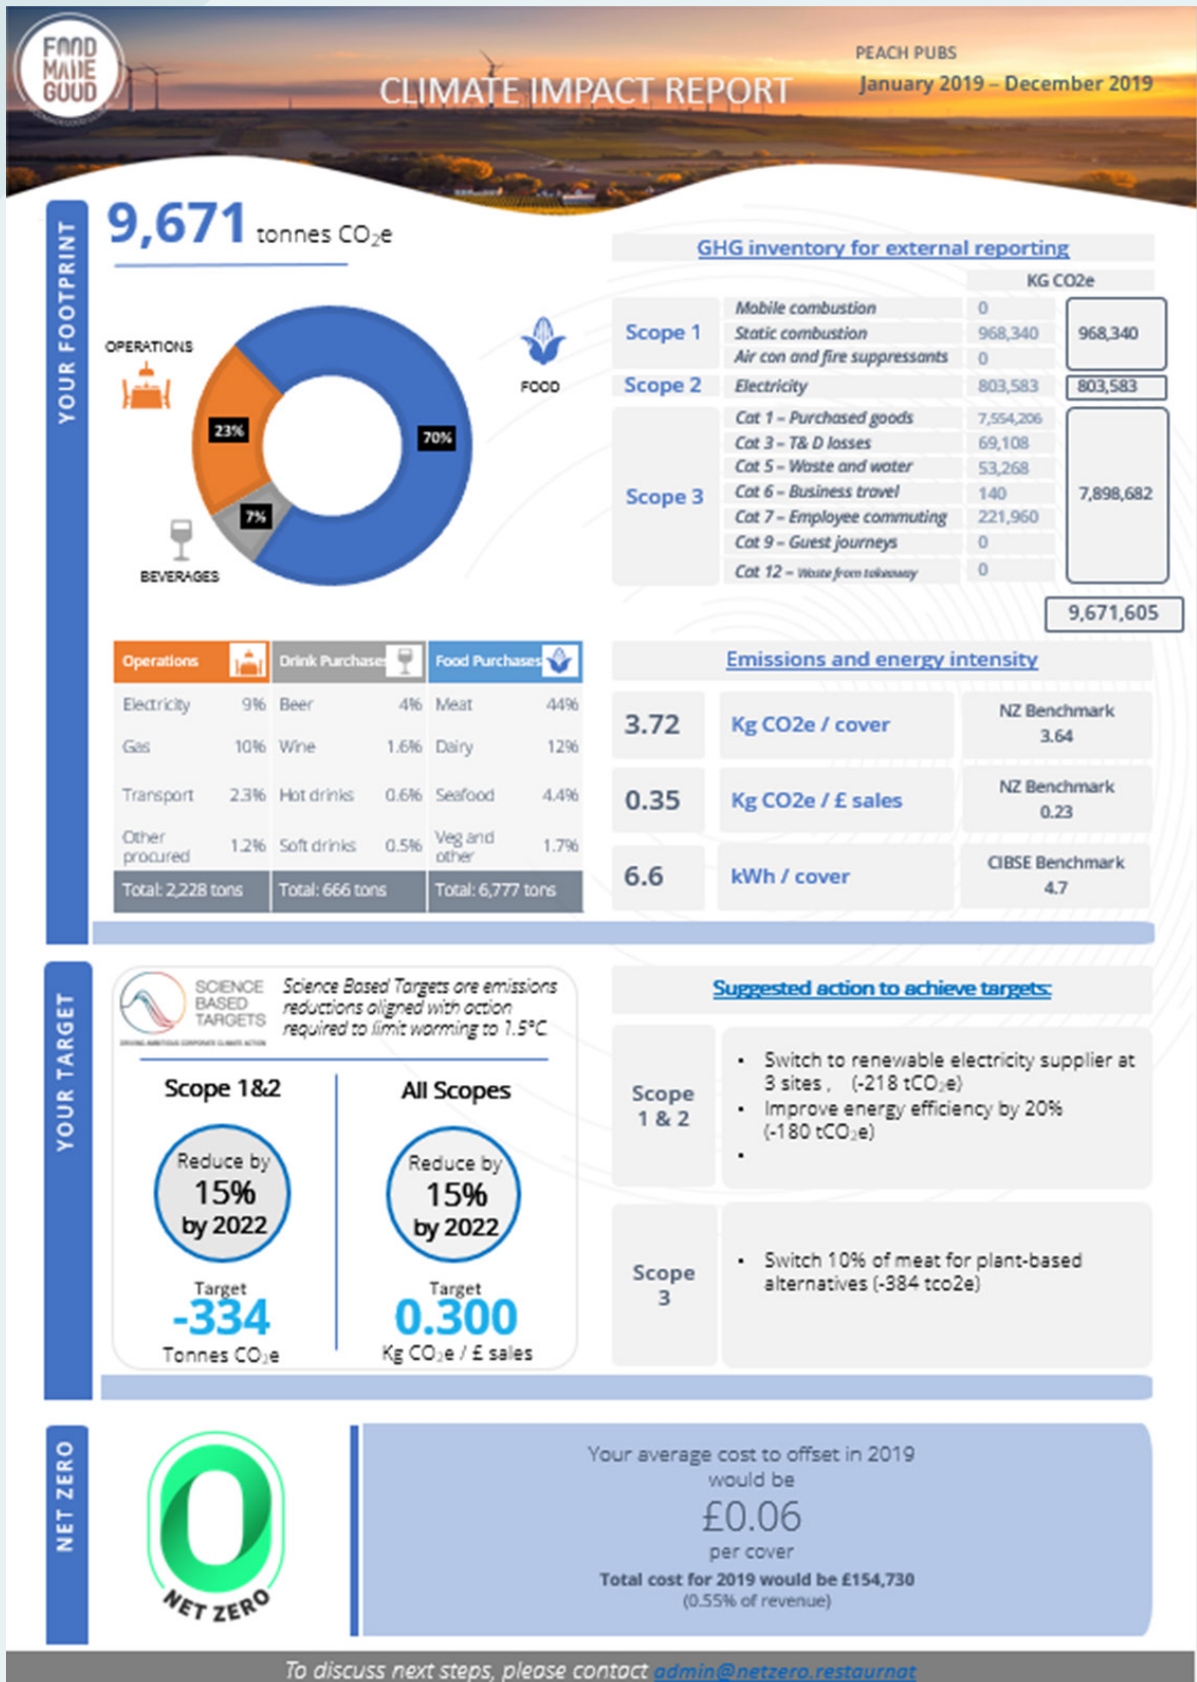 FOOD
MADE
GOOD
CLIMATE IMPACT REPORT
PEACH PUBS
January 2019 – December 2019
YOUR FOOTPRINT
9,671 tonnes CO₂e
OPERATIONS
FOOD
BEVERAGES
23%
70%
7%
GHG inventory for external reporting
KG CO2e
Scope 1
Mobile combustion 0
Static combustion 968,340
Air con and fire suppressants 0
968,340
Scope 2 Electricity 803,583 803,583
Scope 3
Cat 1 – Purchased goods 7,554,206
Cat 3 – T& D losses 69,108
Cat 5 – Waste and water 53,268
Cat 6 – Business travel 140
Cat 7 – Employee commuting 221,960
Cat 9 – Guest journeys 0
Cat 12 – Waste from takeaway 0
7,898,682
9,671,605
Operations Drink Purchases Food Purchases
Electricity 9% Beer 4% Meat 44%
Gas 10% Wine 1.6% Dairy 12%
Transport 2.3% Hot drinks 0.6% Seafood 4.4%
Other procured 1.2% Soft drinks 0.5% Veg and other 1.7%
Total: 2,228 tons Total: 666 tons Total: 6,777 tons
Emissions and energy intensity
3.72 Kg CO2e / cover NZ Benchmark 3.64
0.35 Kg CO2e / £ sales NZ Benchmark 0.23
6.6 kWh / cover CIBSE Benchmark 4.7
YOUR TARGET
SCIENCE
BASED
TARGETS
DRIVING AMBITIOUS CORPORATE CLIMATE ACTION
Science Based Targets are emissions
reductions aligned with action
required to limit warming to 1.5°C
Scope 1&2
Reduce by
15%
by 2022
Target
-334
Tonnes CO₂e
All Scopes
Reduce by
15%
by 2022
Target
0.300
Kg CO₂e / £ sales
Suggested action to achieve targets:
Scope
1 & 2
▪ Switch to renewable electricity supplier at
3 sites , (-218 tCO₂e)
▪ Improve energy efficiency by 20%
(-180 tCO₂e)
▪
Scope
3
▪ Switch 10% of meat for plant-based
alternatives (-384 tco2e)
NET ZERO
NET ZERO
Your average cost to offset in 2019
would be
£0.06
per cover
Total cost for 2019 would be £154,730
(0.55% of revenue)
To discuss next steps, please contact admin@netzero.restaurnat